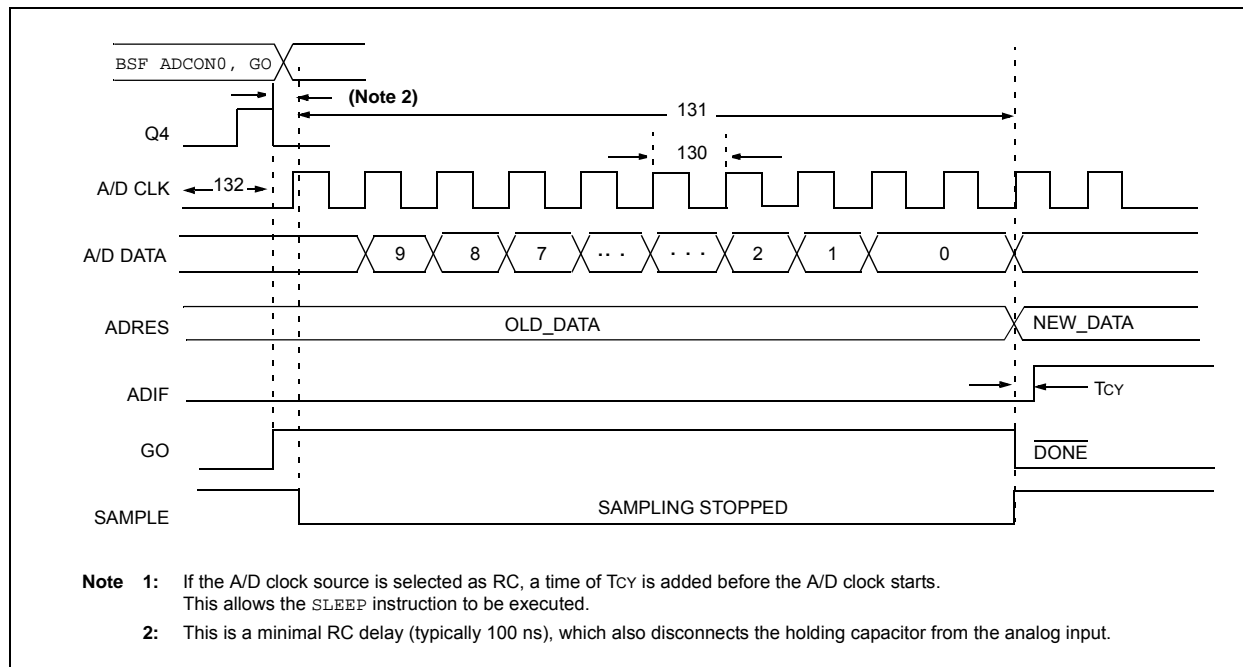 BSF ADCON0, GO
(Note 2)
131
Q4
130
A/D CLK
132
A/D DATA
9 8 7 ... ... 2 1 0
ADRES
OLD_DATA
NEW_DATA
ADIF
TCY
GO
DONE
SAMPLE
SAMPLING STOPPED
Note 1: If the A/D clock source is selected as RC, a time of TCY is added before the A/D clock starts.
This allows the SLEEP instruction to be executed.
2: This is a minimal RC delay (typically 100 ns), which also disconnects the holding capacitor from the analog input.